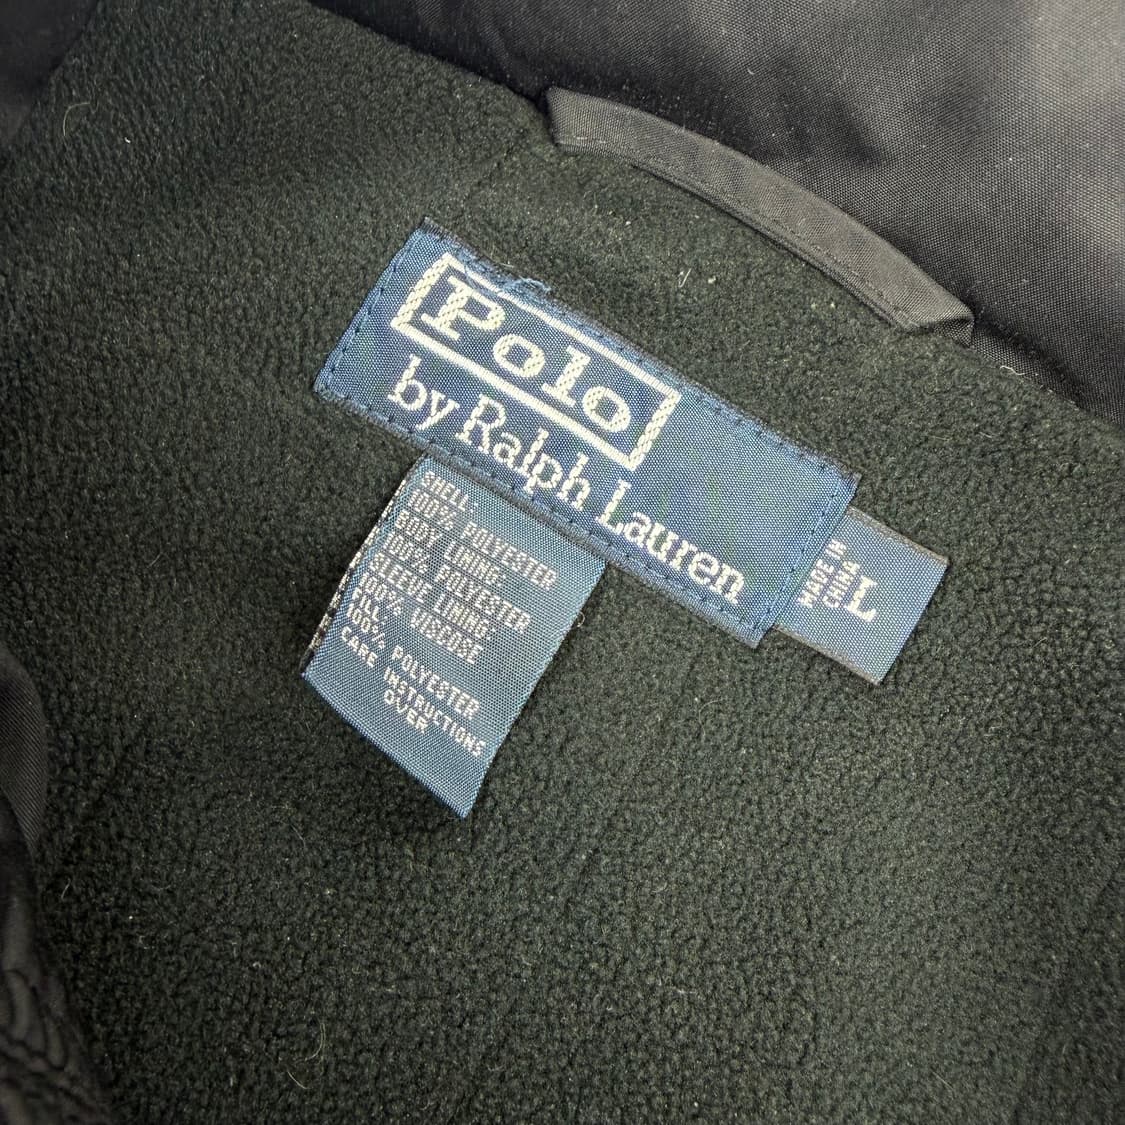 Polo
by Ralph Lauren
SHELL:
100% POLYESTER
BODY LINING
100% POLYESTER
SLEEVE LINING
100% VISCOSE
FILL
100% POLYESTER
CARE INSTRUCTIONS
OVER
MADE IN
CHINA
L